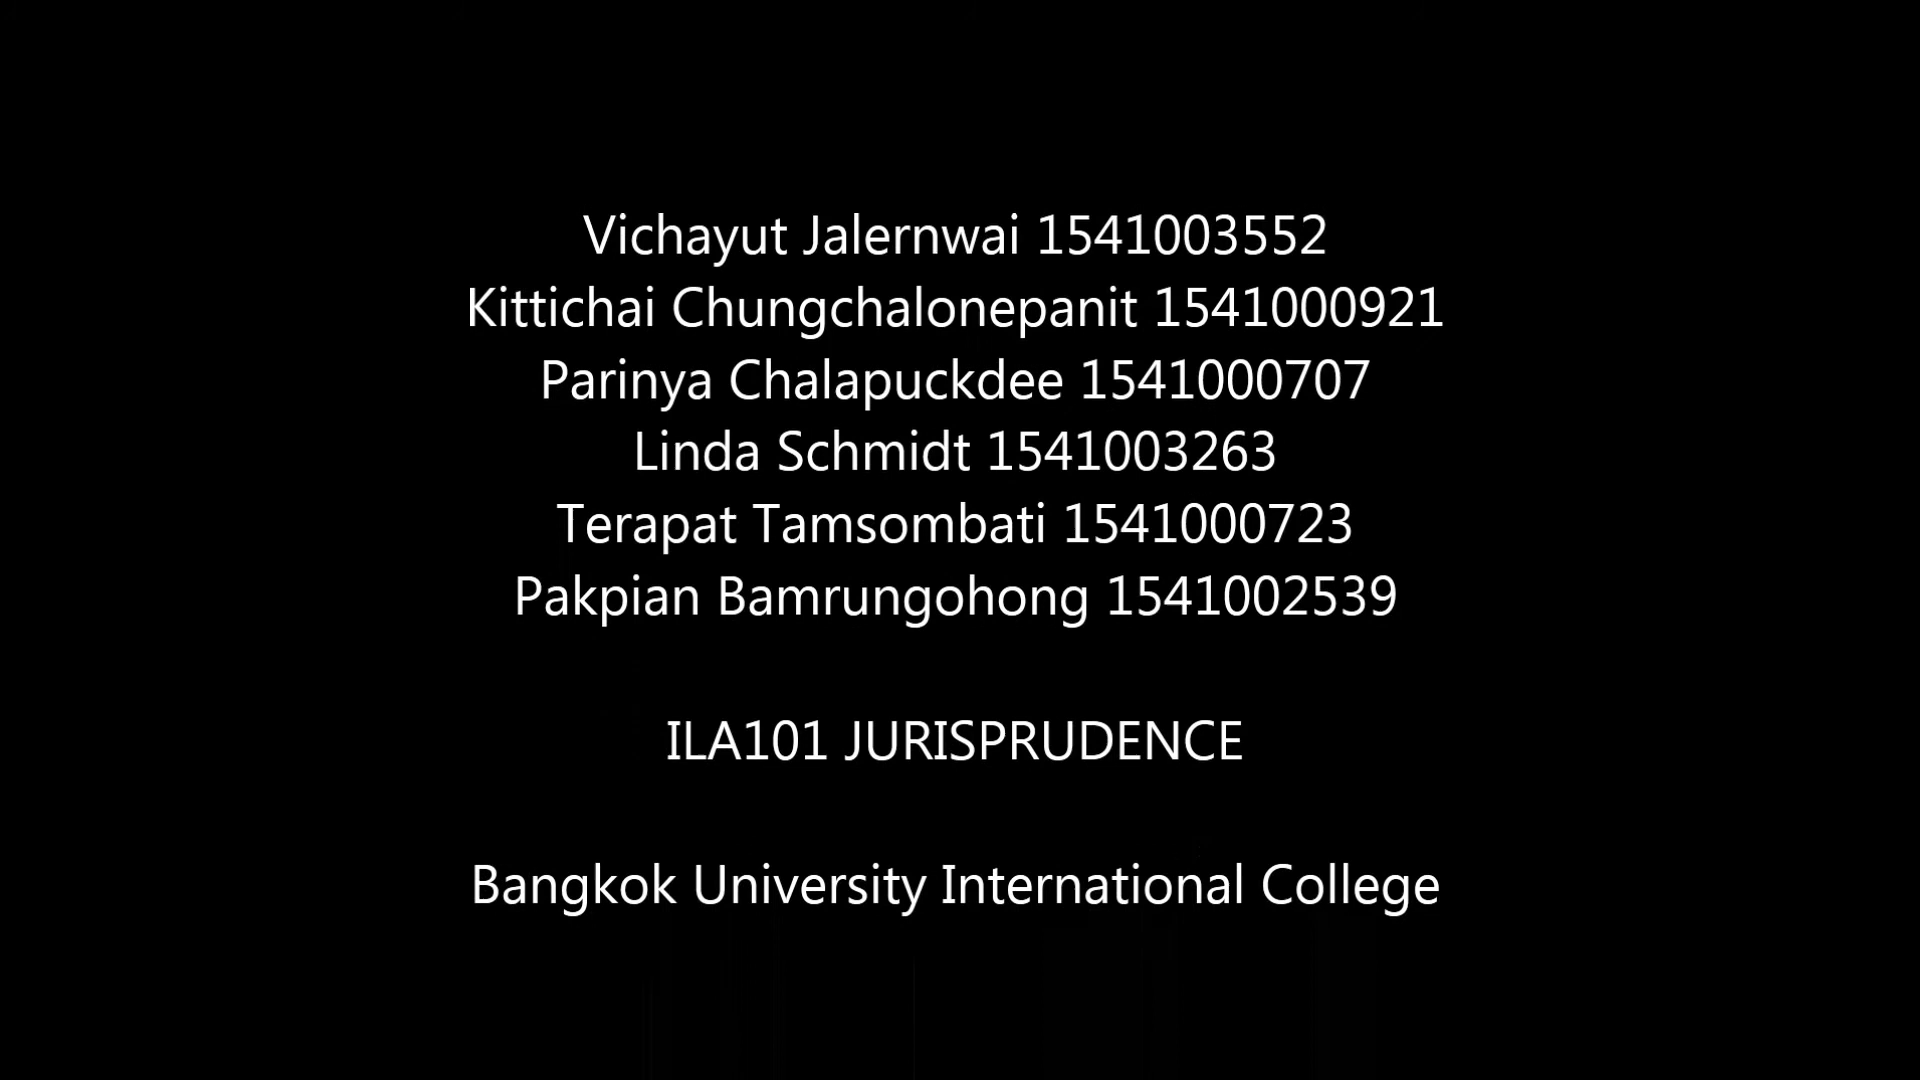 Vichayut Jalernwai 1541003552
Kittichai Chungchalonepanit 1541000921
Parinya Chalapuckdee 1541000707
Linda Schmidt 1541003263
Terapat Tamsombati 1541000723
Pakpian Bamrungohong 1541002539
ILA101 JURISPRUDENCE
Bangkok University International College